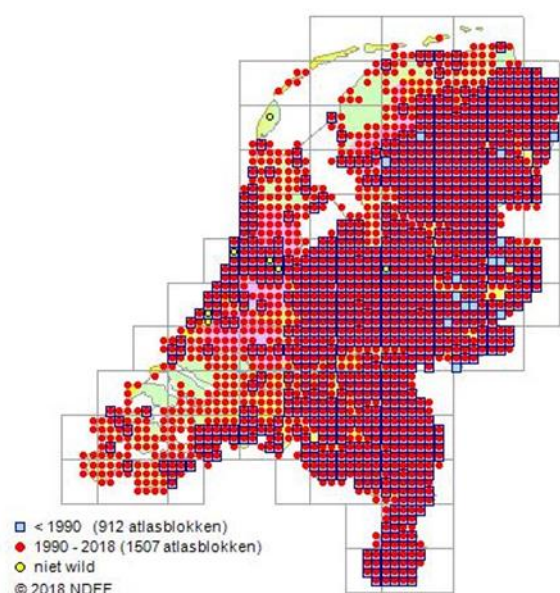 < 1990 (912 atlasblokken)
1990 - 2018 (1507 atlasblokken)
niet wild
© 2018 NDFF